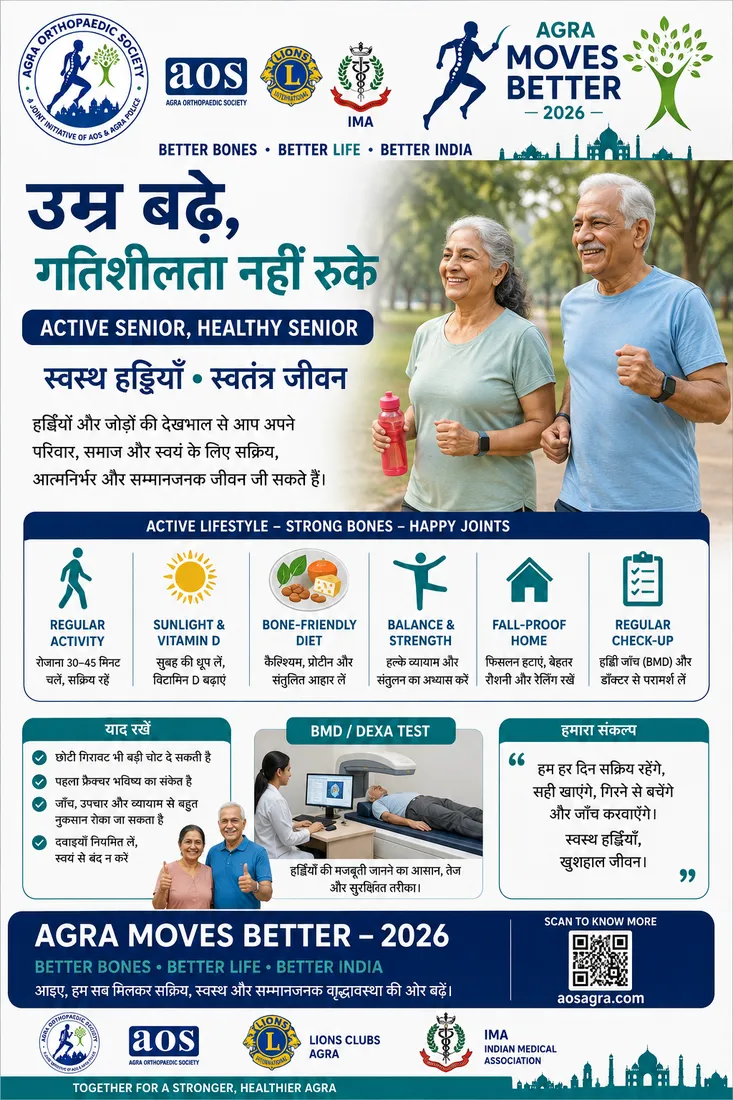 AGRA ORTHOPAEDIC SOCIETY
A JOINT INITIATIVE OF AOS & AGRA POLICE
aos
AGRA ORTHOPAEDIC SOCIETY
LIONS
L
INTERNATIONAL
IMA
AGRA
MOVES
BETTER
– 2026 –
BETTER BONES • BETTER LIFE • BETTER INDIA
उम्र बढ़े,
गतिशीलता नहीं रुके
ACTIVE SENIOR, HEALTHY SENIOR
स्वस्थ हड्डियाँ • स्वतंत्र जीवन
हड्डियों और जोड़ों की देखभाल से आप अपने
परिवार, समाज और स्वयं के लिए सक्रिय,
आत्मनिर्भर और सम्मानजनक जीवन जी सकते हैं।
ACTIVE LIFESTYLE – STRONG BONES – HAPPY JOINTS
REGULAR
ACTIVITY
रोजाना 30–45 मिनट
चलें, सक्रिय रहें
SUNLIGHT &
VITAMIN D
सुबह की धूप लें,
विटामिन D बढ़ाएं
BONE-FRIENDLY
DIET
कैल्शियम, प्रोटीन और
संतुलित आहार लें
BALANCE &
STRENGTH
हल्के व्यायाम और
संतुलन का अभ्यास करें
FALL-PROOF
HOME
फिसलन हटाएं, बेहतर
रौशनी और रेलिंग रखें
REGULAR
CHECK-UP
हड्डी जाँच (BMD) और
डॉक्टर से परामर्श लें
याद रखें
छोटी गिरावट भी बड़ी चोट दे सकती है
पहला फ्रैक्चर भविष्य का संकेत है
जाँच, उपचार और व्यायाम से बहुत
नुकसान रोका जा सकता है
दवाइयाँ नियमित लें,
स्वयं से बंद न करें
BMD / DEXA TEST
हड्डियों की मजबूती जानने का आसान, तेज
और सुरक्षित तरीका।
हमारा संकल्प
“ हम हर दिन सक्रिय रहेंगे,
सही खाएंगे, गिरने से बचेंगे
और जाँच करवाऐंगे।
स्वस्थ हड्डियाँ,
खुशहाल जीवन। ”
AGRA MOVES BETTER – 2026
BETTER BONES • BETTER LIFE • BETTER INDIA
आइए, हम सब मिलकर सक्रिय, स्वस्थ और सम्मानजनक वृद्धावस्था की ओर बढ़ें।
SCAN TO KNOW MORE
aosagra.com
AGRA ORTHOPAEDIC SOCIETY
aos
AGRA ORTHOPAEDIC SOCIETY
LIONS
L
INTERNATIONAL
LIONS CLUBS
AGRA
IMA
INDIAN MEDICAL
ASSOCIATION
TOGETHER FOR A STRONGER, HEALTHIER AGRA